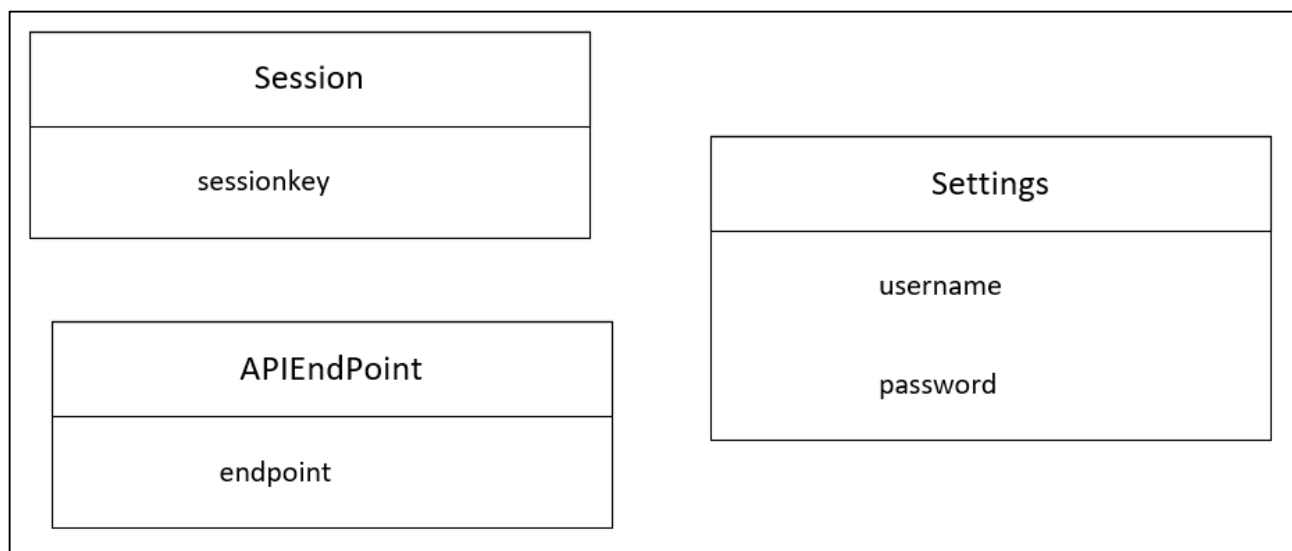 Session
sessionkey
APIEndPoint
endpoint
Settings
username
password